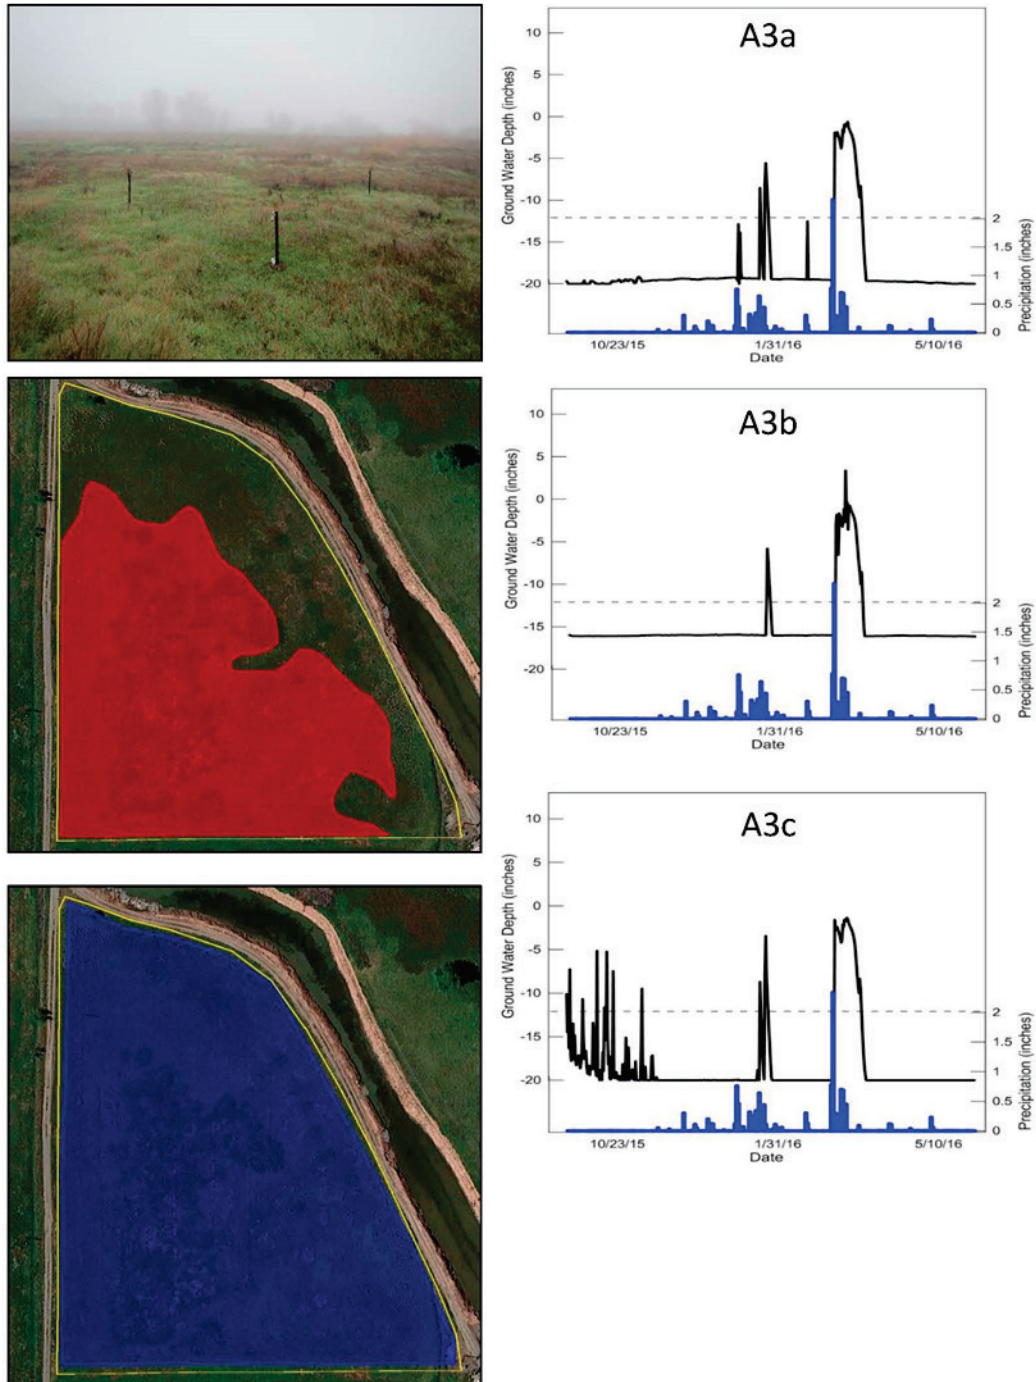 A3a
Ground Water Depth (inches)
10
5
0
-5
-10
-15
-20
2
1.5
1
0.5
0
Precipitation (inches)
10/23/15 1/31/16 5/10/16
Date
A3b
Ground Water Depth (inches)
10
5
0
-5
-10
-15
-20
2
1.5
1
0.5
0
Precipitation (inches)
10/23/15 1/31/16 5/10/16
Date
A3c
Ground Water Depth (inches)
10
5
0
-5
-10
-15
-20
2
1.5
1
0.5
0
Precipitation (inches)
10/23/15 1/31/16 5/10/16
Date